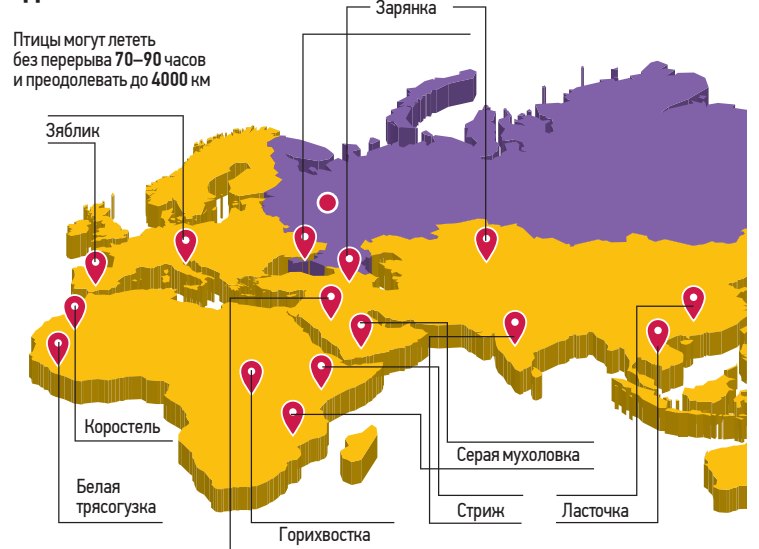 Зарянка
Птицы могут лететь
без перерыва 70–90 часов
и преодолевать до 4000 км
Зяблик
Коростель
Серая мухоловка
Белая
трясогузка
Стриж
Ласточка
Горихвостка